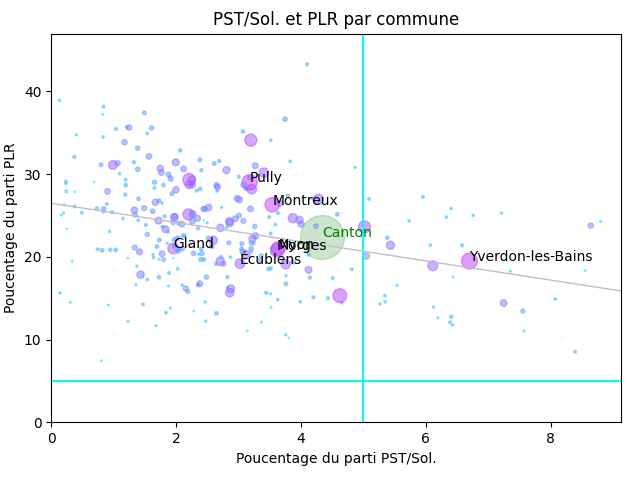 PST/Sol. et PLR par commune
Poucentage du parti PLR
40
30
20
10
0
Pully
Montreux
Canton
Gland
Nyon
Morges
Écublens
Yverdon-les-Bains
0 2 4 6 8
Poucentage du parti PST/Sol.